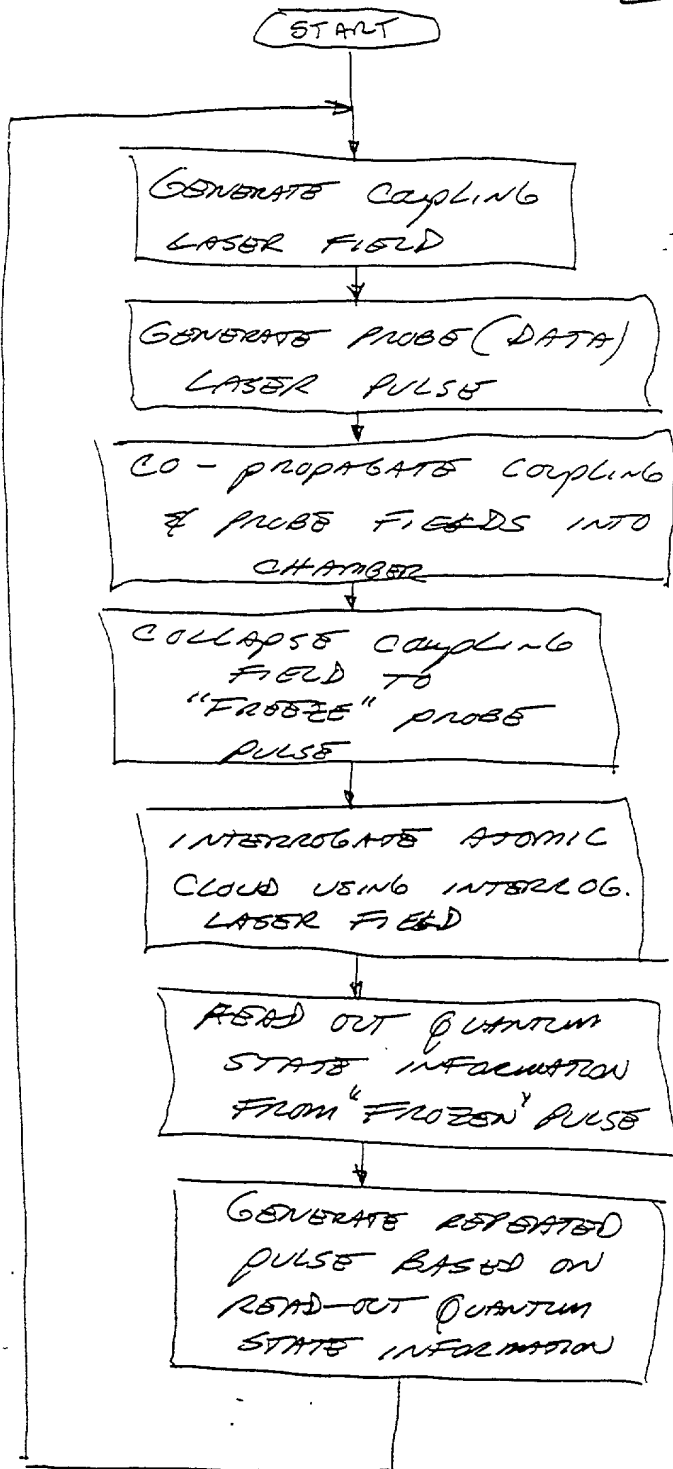 START
GENERATE COUPLING
LASER FIELD
GENERATE PROBE (DATA)
LASER PULSE
CO-PROPAGATE COUPLING
& PROBE FIELDS INTO
CHAMBER
COLLAPSE COUPLING
FIELD TO
"FREEZE" PROBE
PULSE
INTERROGATE ATOMIC
CLOUD USING INTERROG.
LASER FIELD
READ OUT QUANTUM
STATE INFORMATION
FROM "FROZEN" PULSE
GENERATE REPEATED
PULSE BASED ON
READ-OUT QUANTUM
STATE INFORMATION